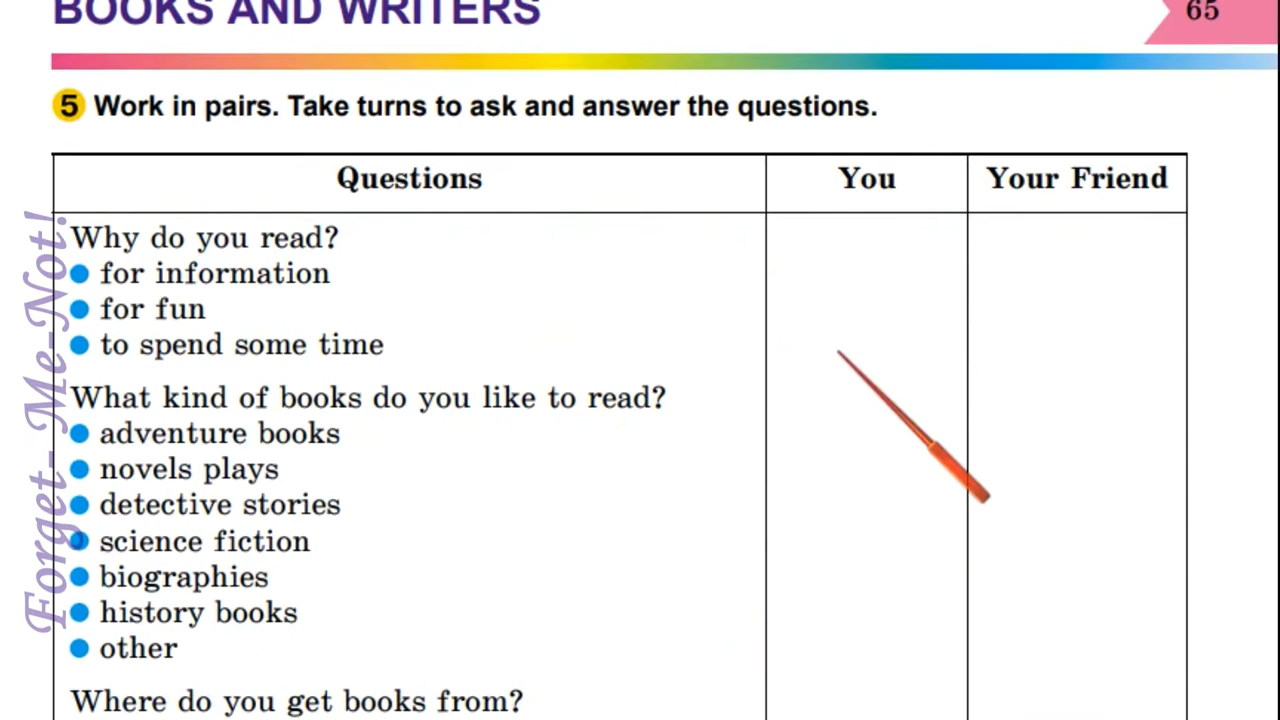 BOOKS AND WRITERS
65
5 Work in pairs. Take turns to ask and answer the questions.
Questions
You
Your Friend
Why do you read?
for information
for fun
to spend some time
What kind of books do you like to read?
adventure books
novels plays
detective stories
science fiction
biographies
history books
other
Where do you get books from?
Forget-Me-Not!